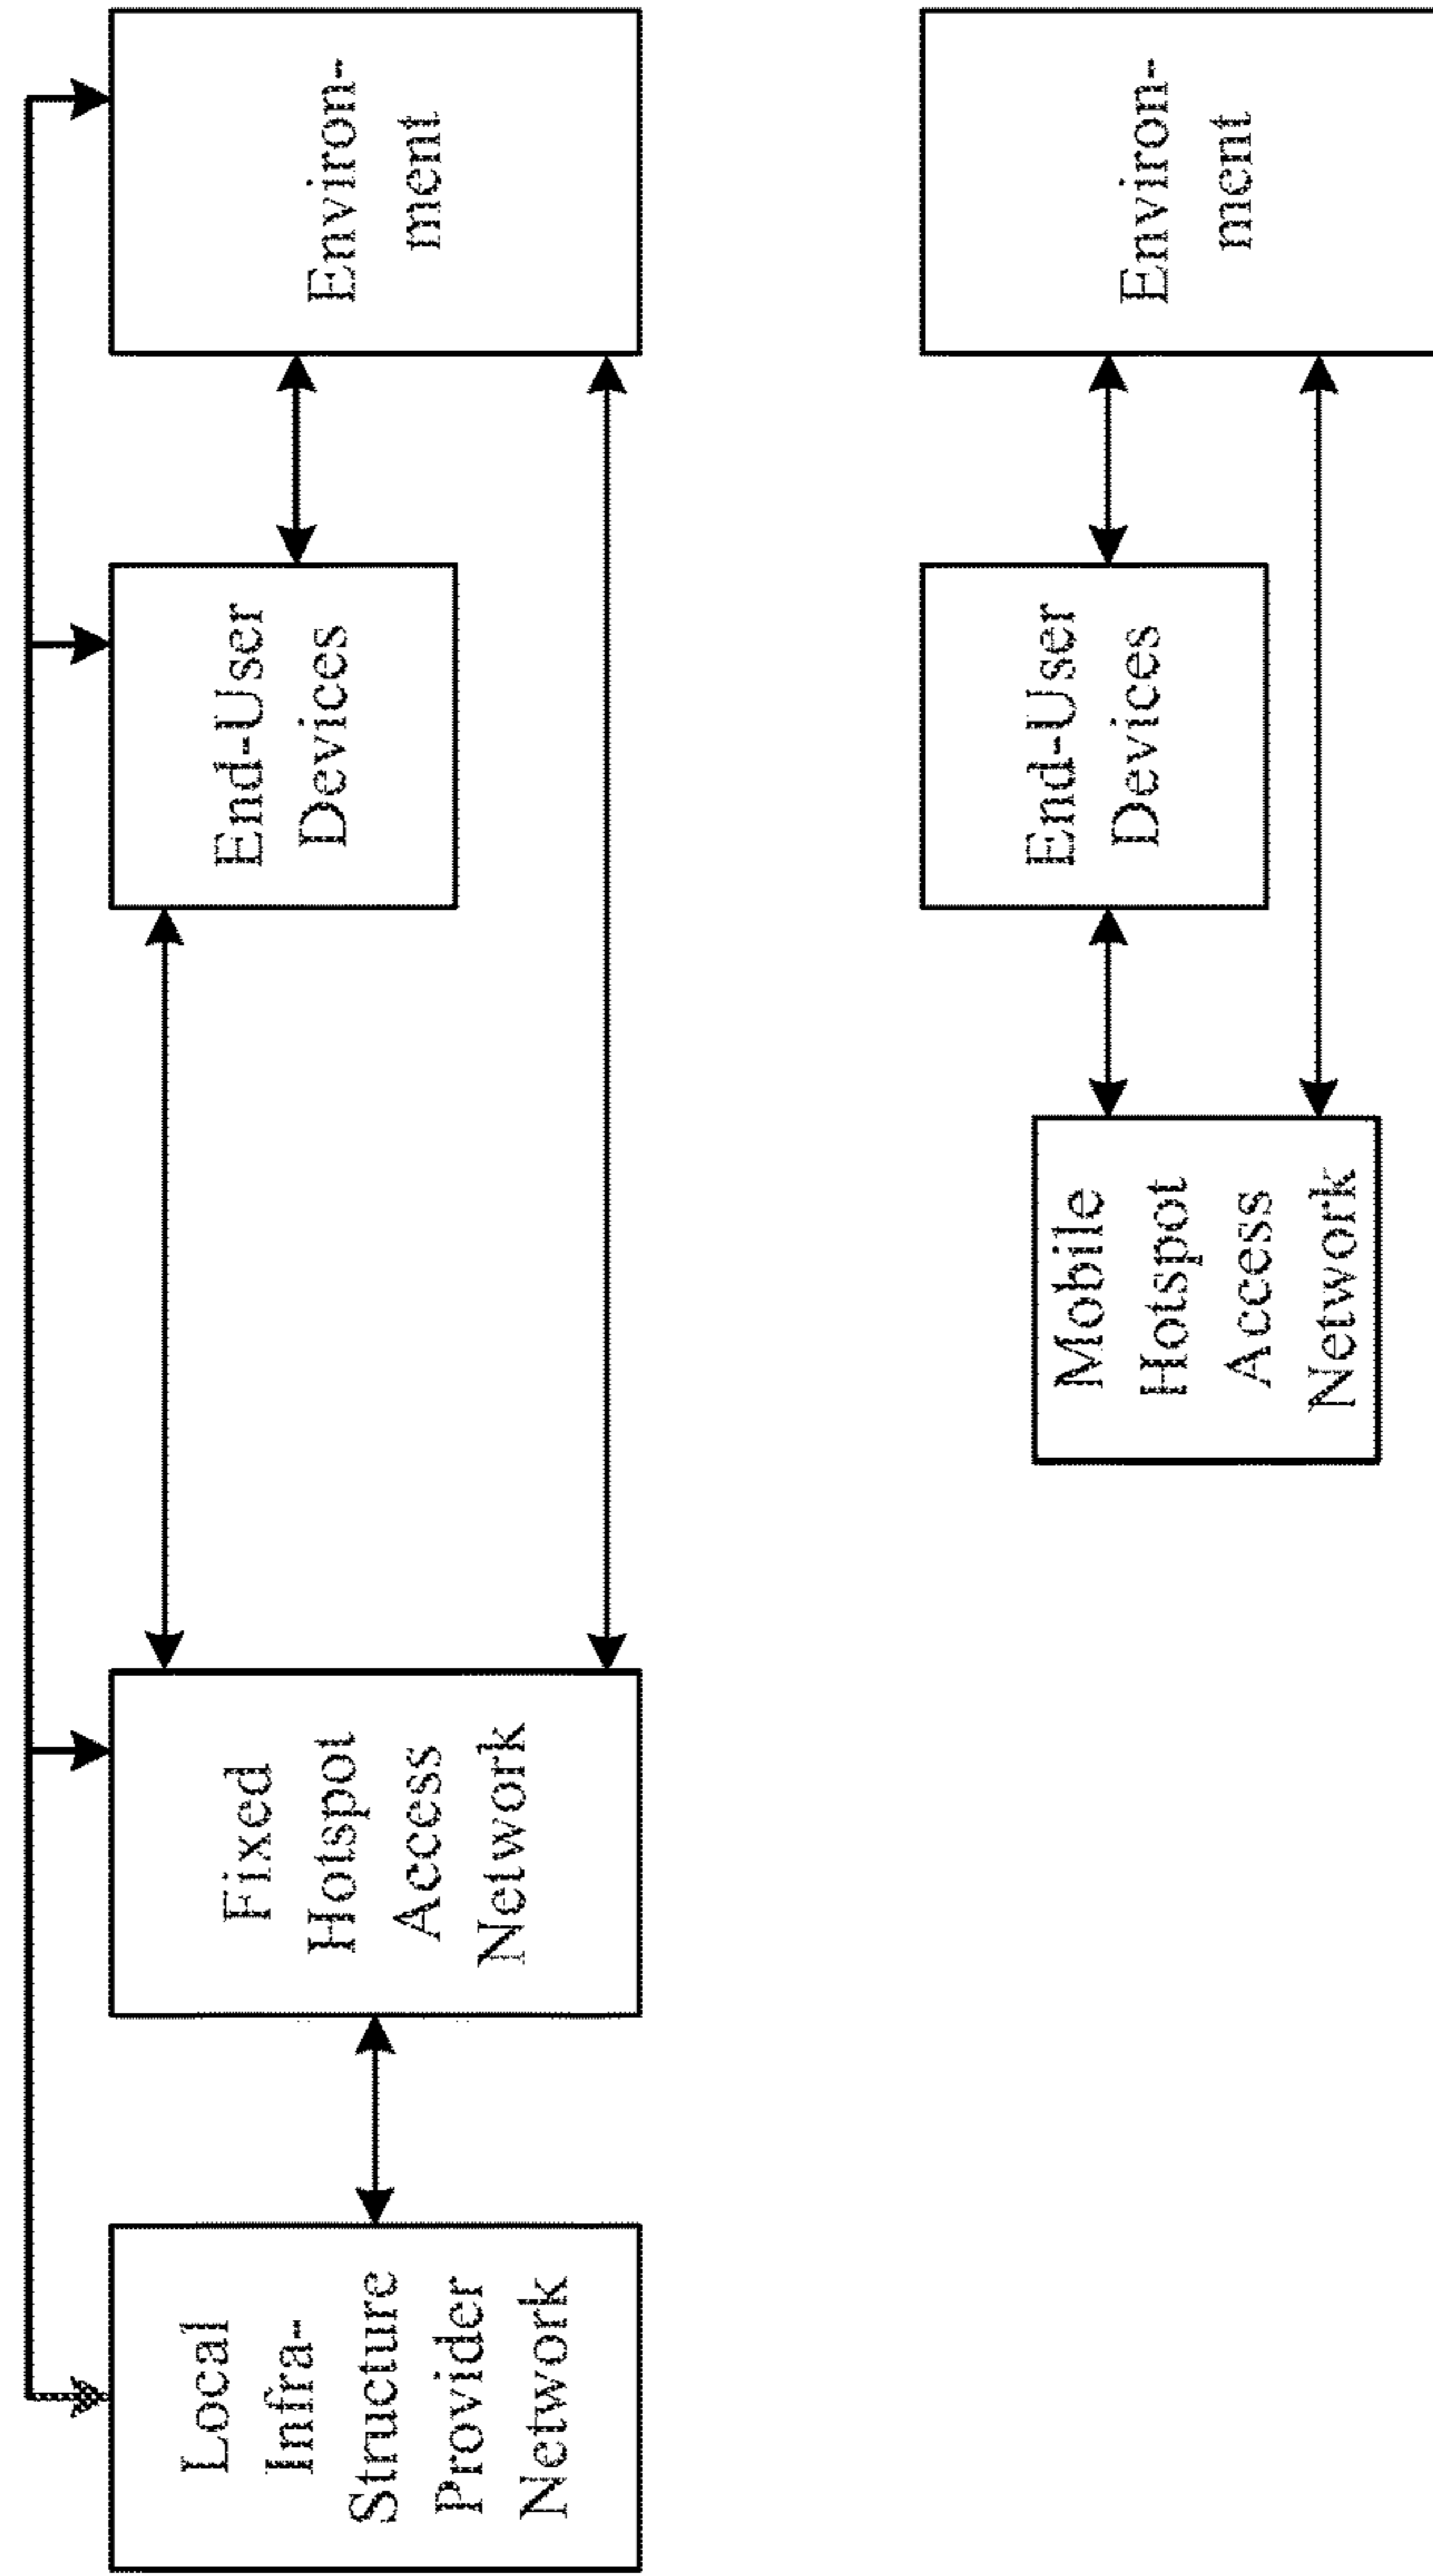 Local
Infra-
Structure
Provider
Network
Fixed
Hotspot
Access
Network
End-User
Devices
Environ-
ment
Mobile
Hotspot
Access
Network
End-User
Devices
Environ-
ment